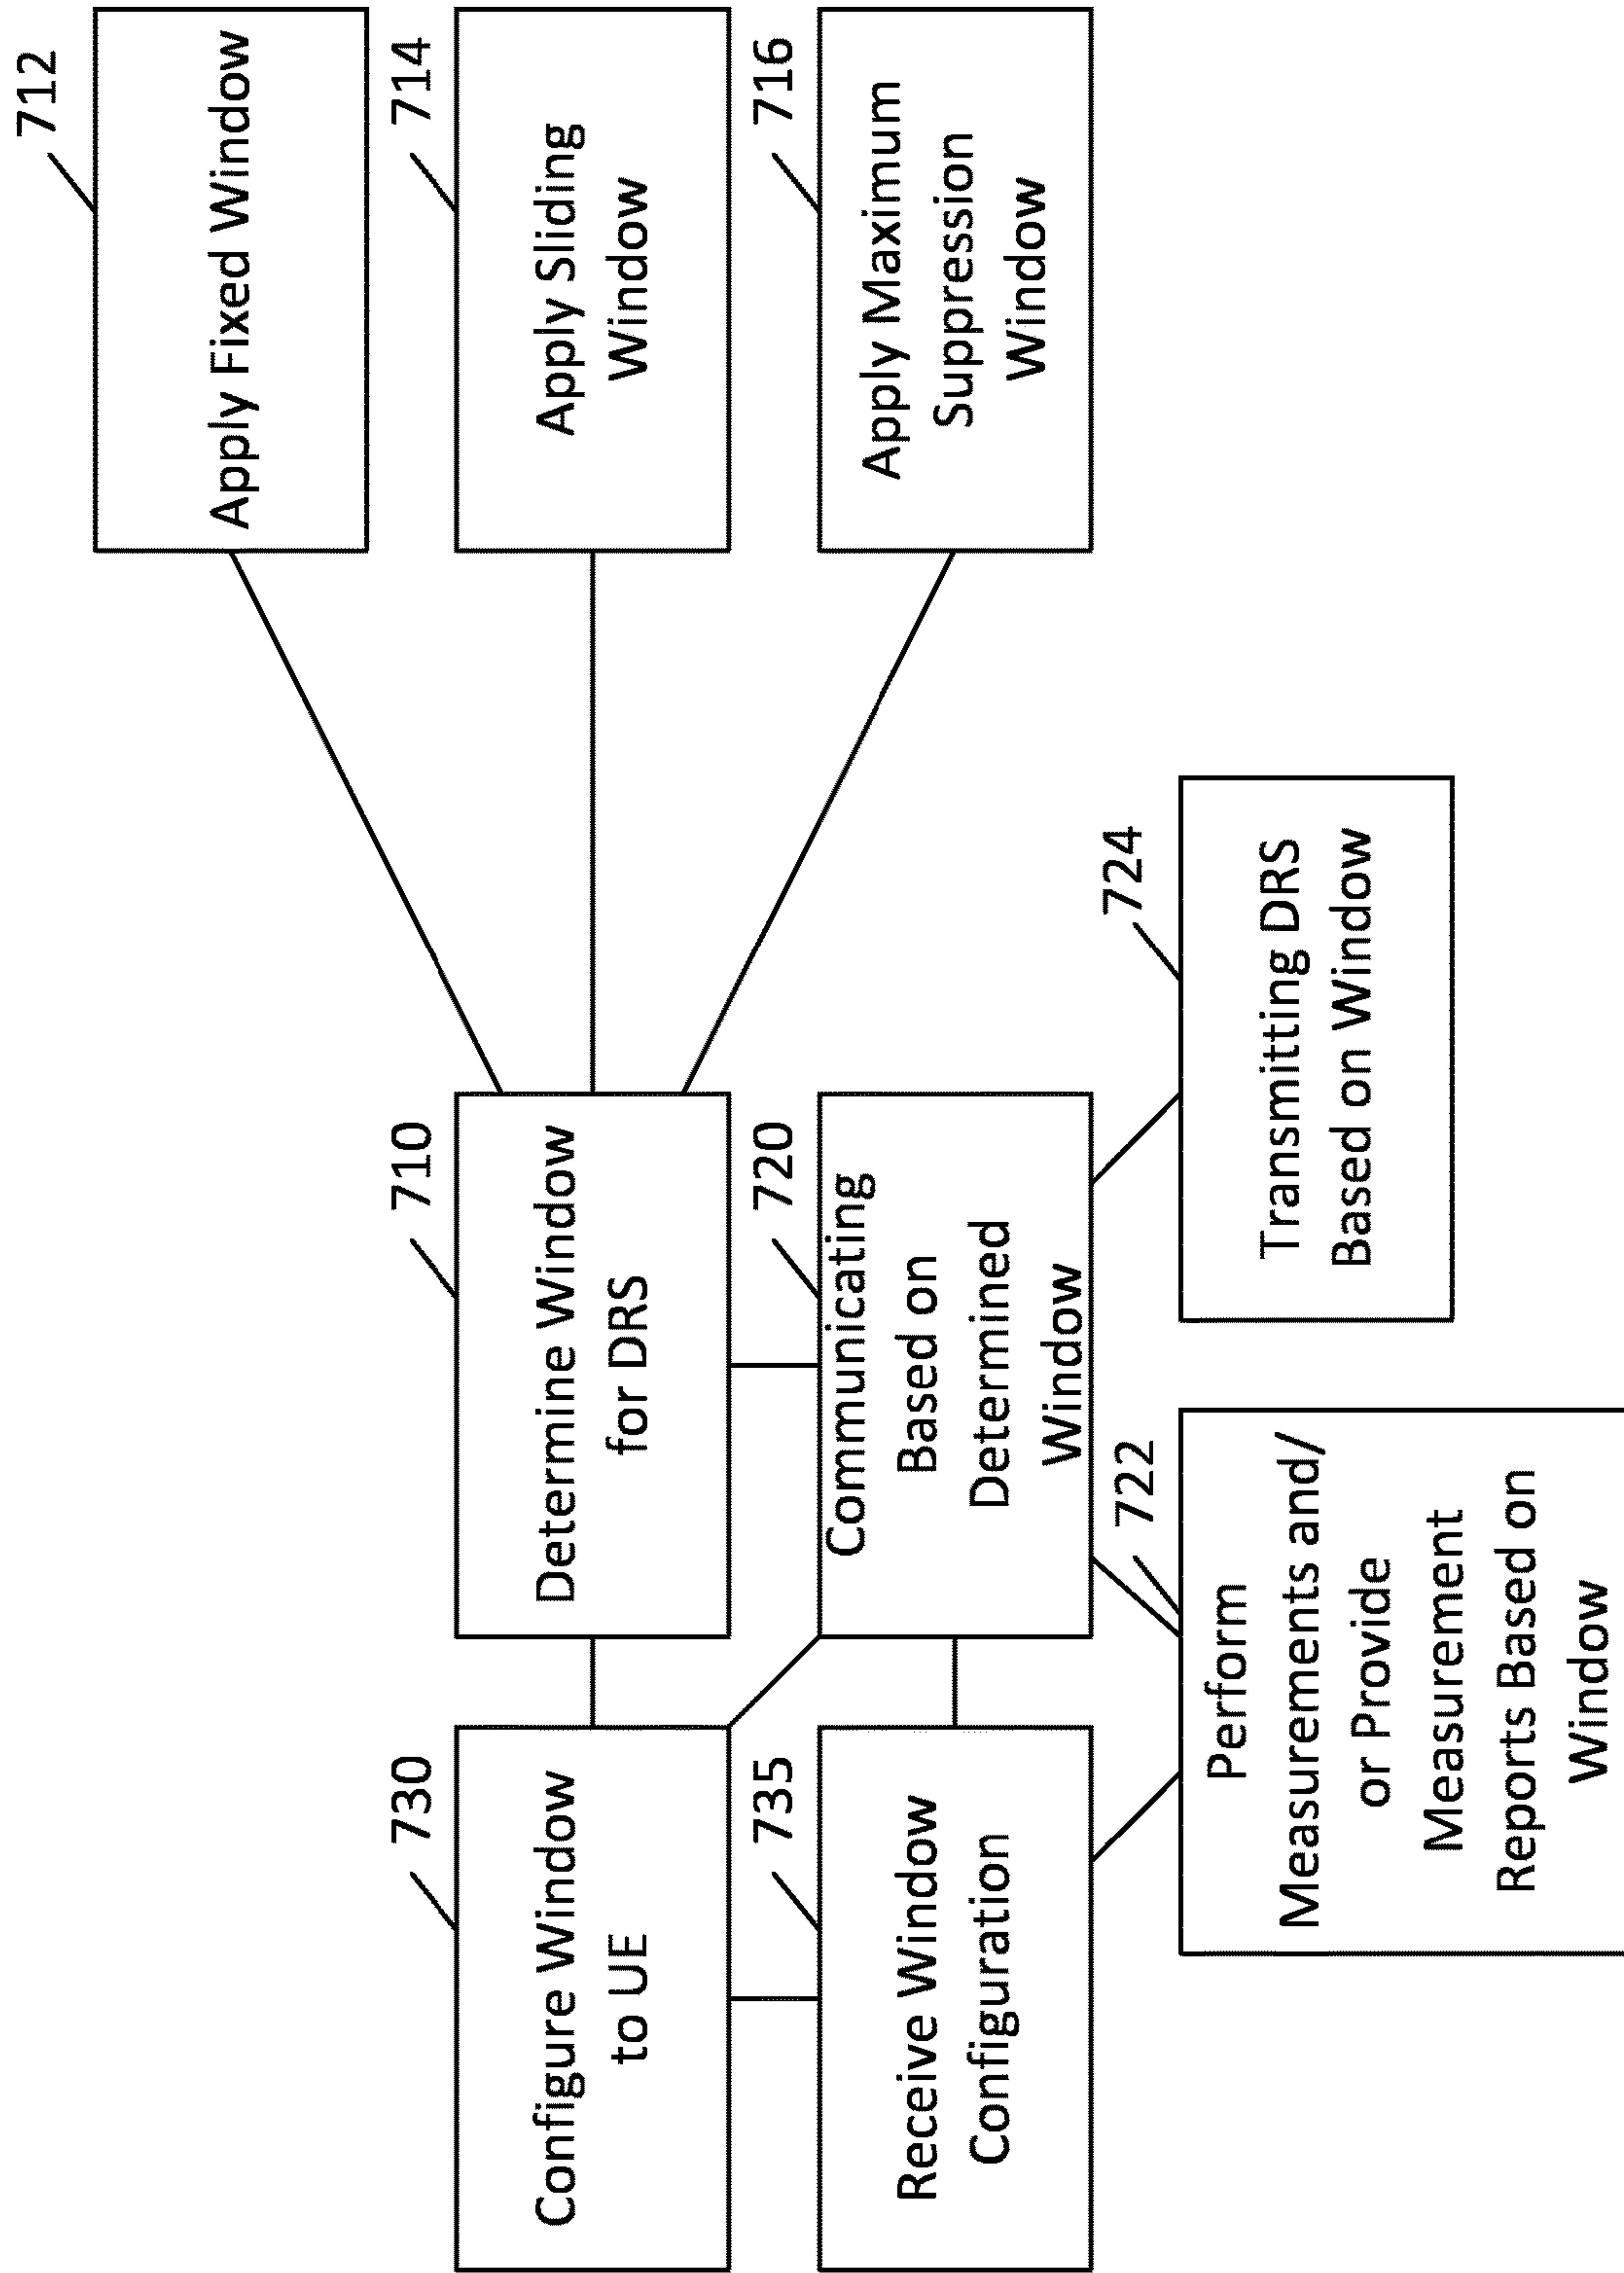 712
Apply Fixed Window
730
Configure Window
to UE
710
Determine Window
for DRS
714
Apply Sliding
Window
735
Receive Window
Configuration
720
Communicating
Based on
Determined
Window
716
Apply Maximum
Suppression
Window
722
Perform
Measurements and/
or Provide
Measurement
Reports Based on
Window
724
Transmitting DRS
Based on Window